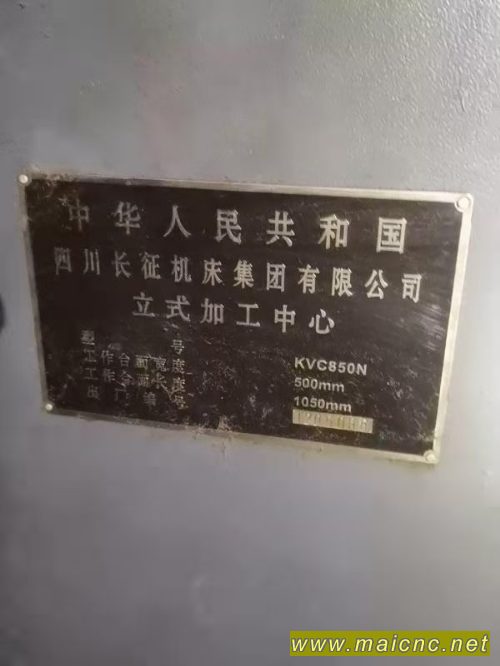 中华人民共和国
四川长征机床集团有限公司
立式加工中心
型号 KVC850N
工作台面宽度 500mm
工作台面长度 1050mm
出厂编号
www.maicnc.net